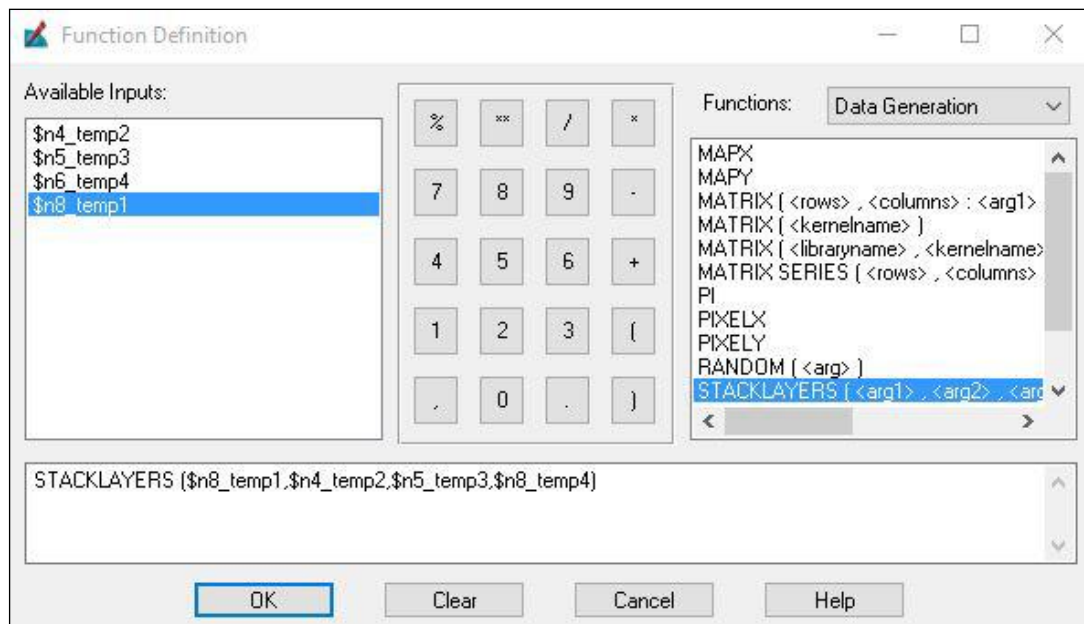 Function Definition
Available Inputs:
$n4_temp2
$n5_temp3
$n6_temp4
$n8_temp1
% ** / ×
7 8 9 -
4 5 6 +
1 2 3 (
, 0 . )
Functions: Data Generation
MAPX
MAPY
MATRIX ( <rows> , <columns> : <arg1>
MATRIX ( <kernelname> )
MATRIX ( <libraryname> , <kernelname>
MATRIX SERIES ( <rows> , <columns>
PI
PIXELX
PIXELY
RANDOM ( <arg> )
STACKLAYERS ( <arg1> , <arg2> , <arg
STACKLAYERS ($n8_temp1,$n4_temp2,$n5_temp3,$n8_temp4)
OK Clear Cancel Help